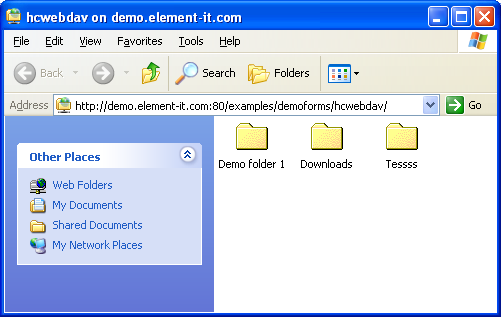 hcwebdav on demo.element-it.com
File Edit View Favorites Tools Help
Back Search Folders
Address http://demo.element-it.com:80/examples/demoforms/hcwebdav/ Go
Other Places
Web Folders
My Documents
Shared Documents
My Network Places
Demo folder 1 Downloads Tessss